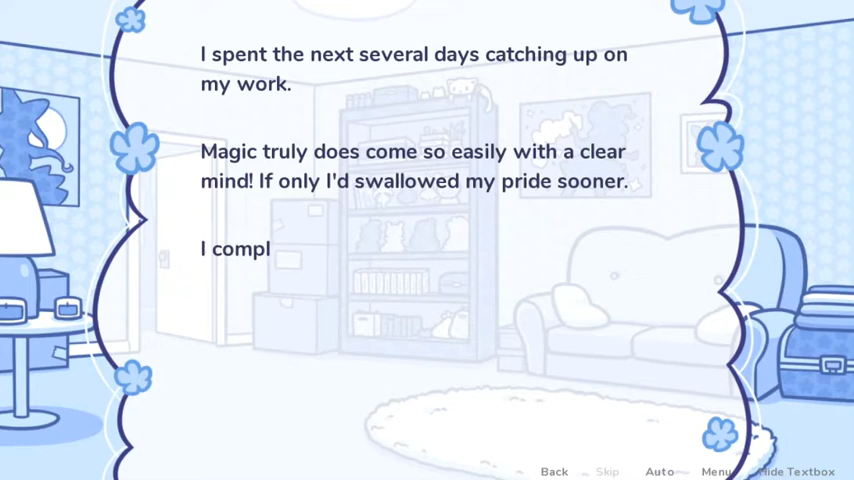 I spent the next several days catching up on
my work.
Magic truly does come so easily with a clear
mind! If only I'd swallowed my pride sooner.
I compl
Back Skip Auto Menu Hide Textbox